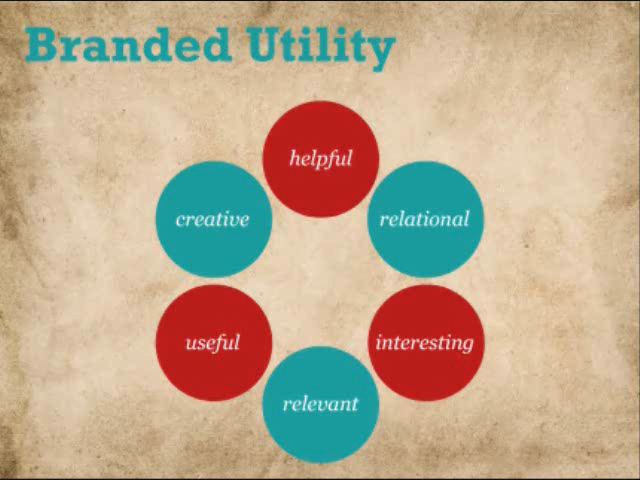 Branded Utility
helpful
creative
relational
useful
interesting
relevant